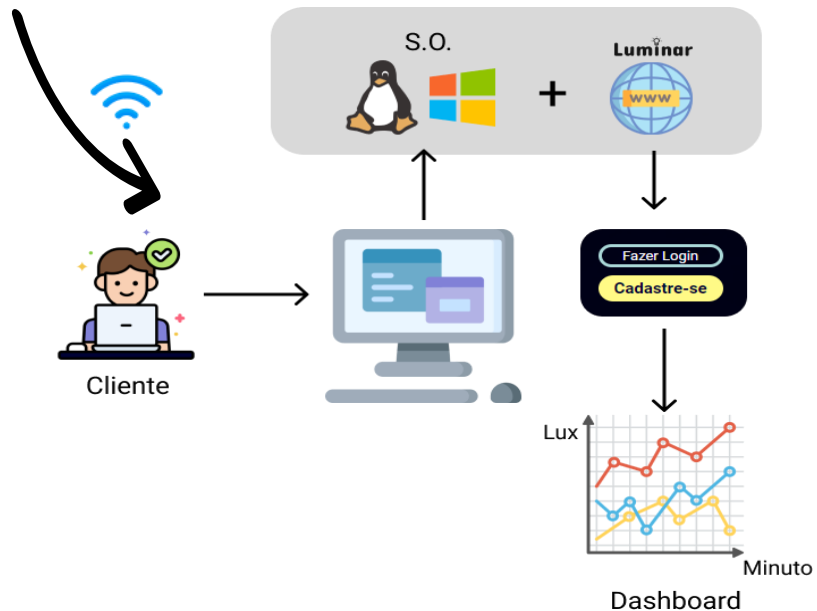 S.O.
Luminar
www
Fazer Login
Cadastre-se
Cliente
Lux
Minuto
Dashboard